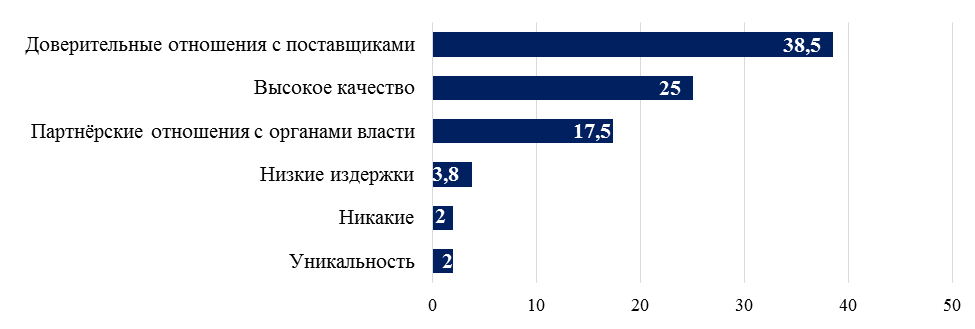 Доверительные отношения с поставщиками 38,5
Высокое качество 25
Партнёрские отношения с органами власти 17,5
Низкие издержки 3,8
Никакие 2
Уникальность 2
0 10 20 30 40 50